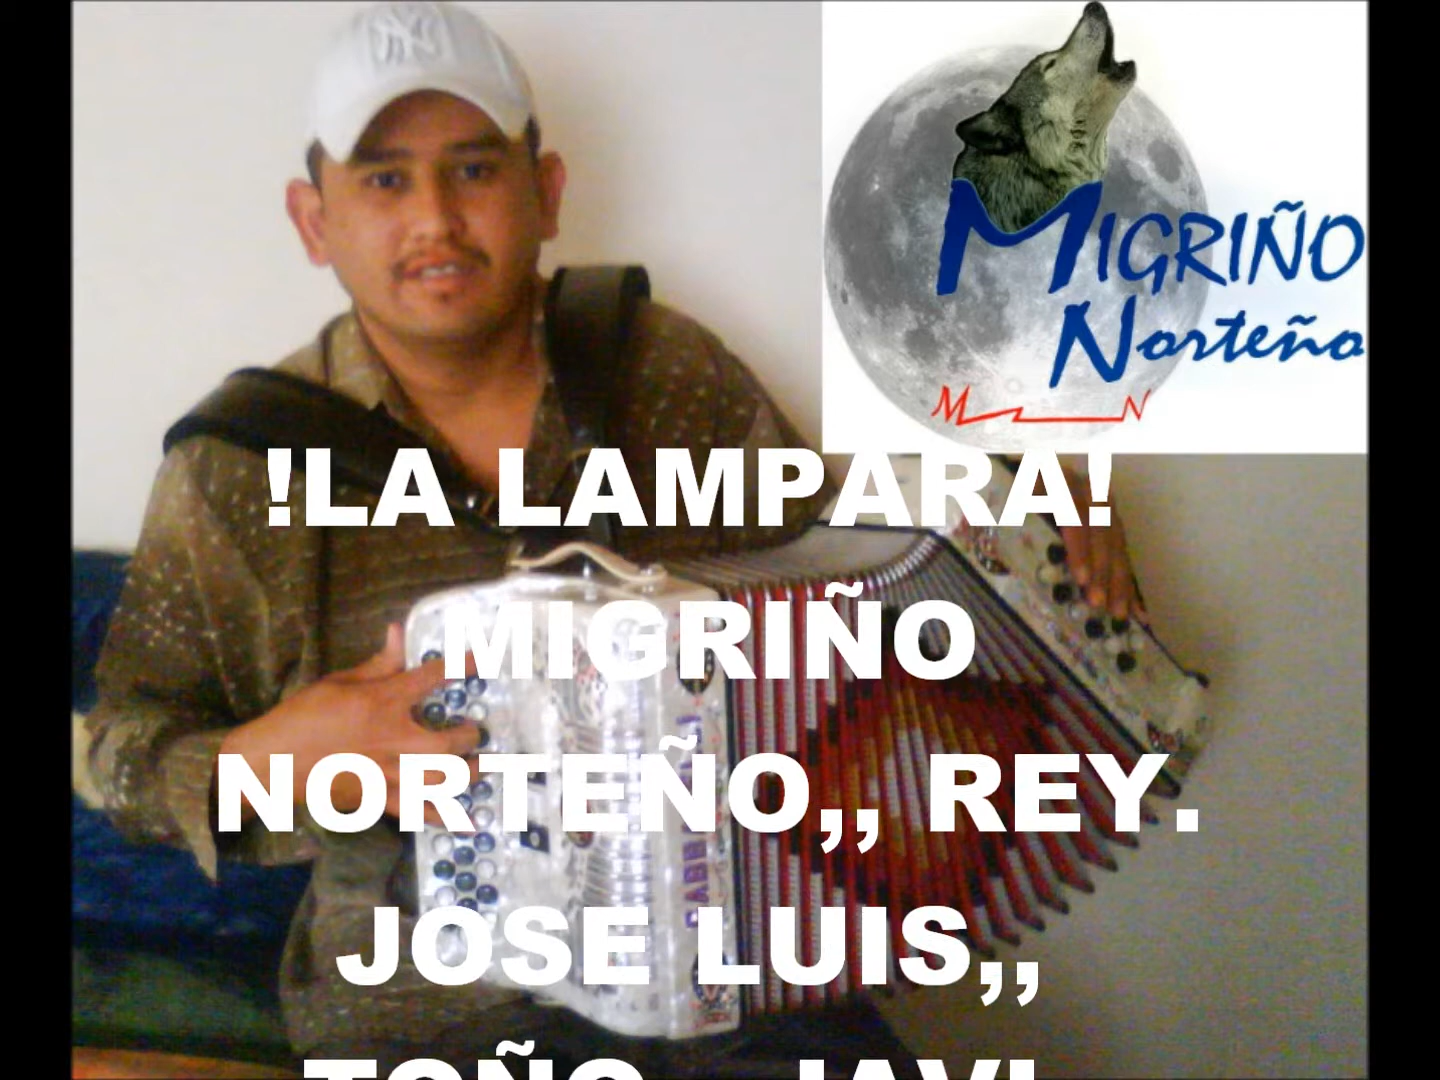 MIGRIÑO
Norteño
M N
!LA LAMPARA!
MIGRIÑO
NORTEÑO,, REY.
JOSE LUIS,,